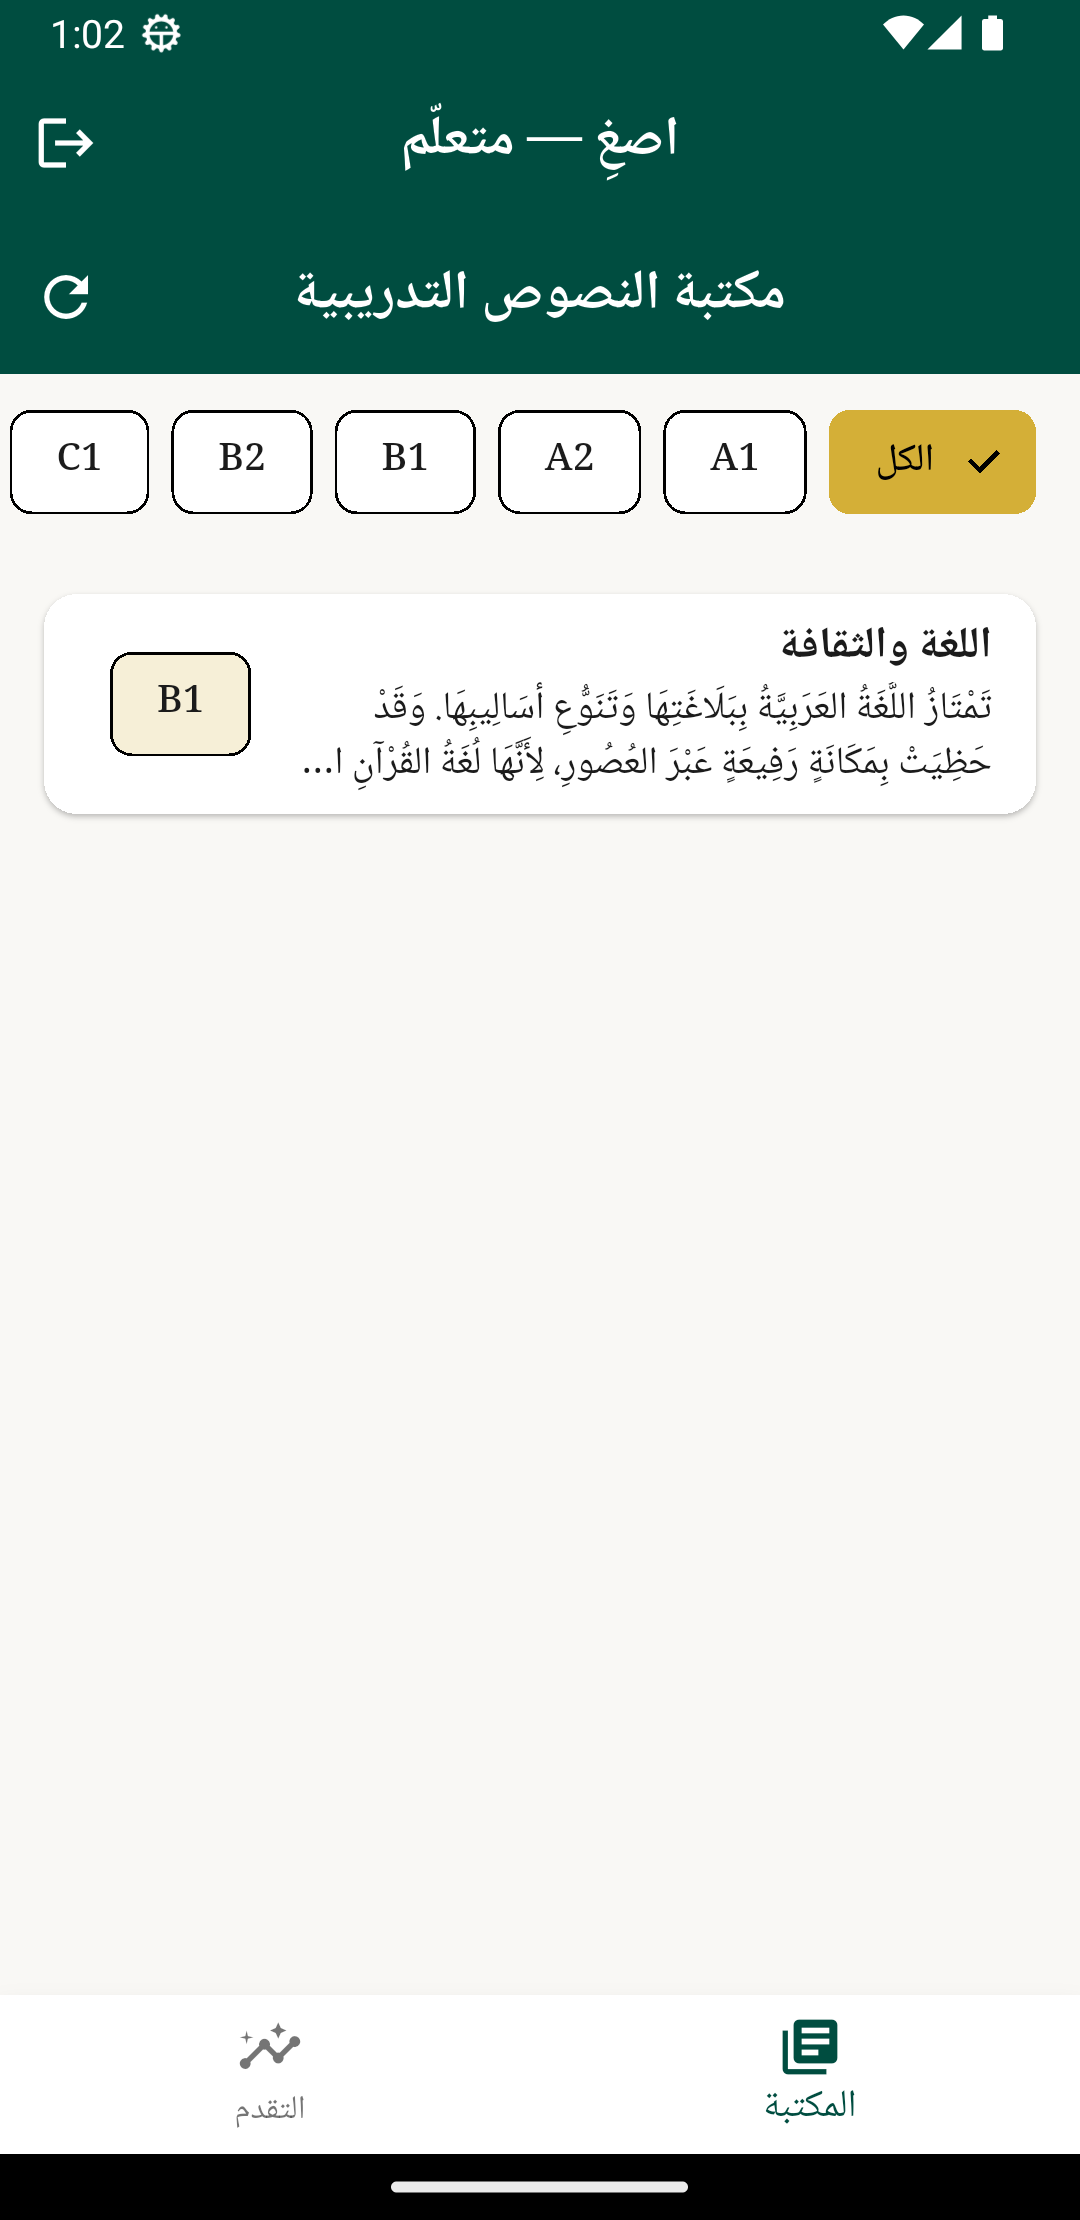 1:02
اصغِ — متعلّم
مكتبة النصوص التدريبية
الكل
A1
A2
B1
B2
C1
اللغة والثقافة
تَمْتَازُ اللَّغَةُ العَرَبِيَّةُ بِبَلَاغَتِهَا وَتَنَوُّعِ أسَالِيبِهَا. وَقَدْ
حَظِيَتْ بِمَكَانَةٍ رَفِيعَةٍ عَبْرَ العُصُورِ، لِأَنَّهَا لُغَةُ القُرْآنِ ا...
B1
المكتبة
التقدم